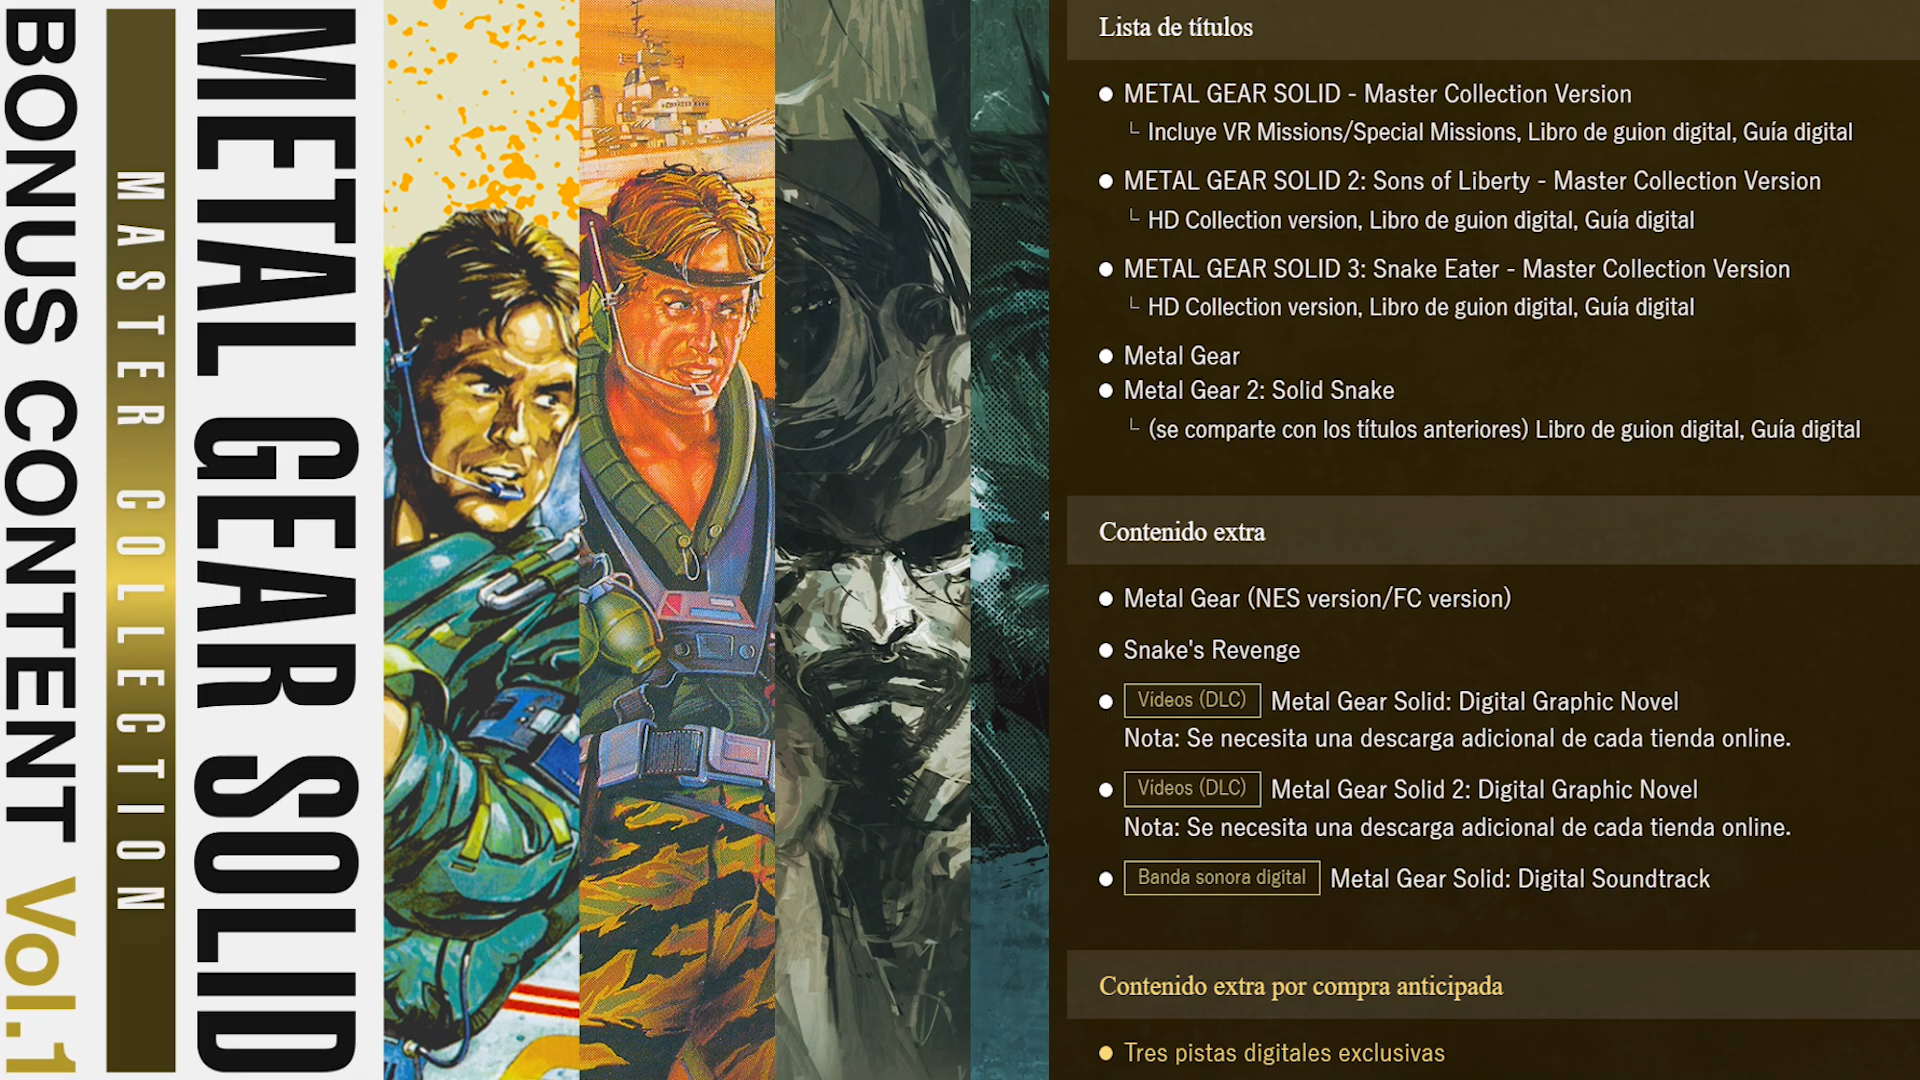 BONUS CONTENT Vol.1
MASTER COLLECTION
METAL GEAR SOLID
Lista de títulos
METAL GEAR SOLID - Master Collection Version
Incluye VR Missions/Special Missions, Libro de guion digital, Guía digital
METAL GEAR SOLID 2: Sons of Liberty - Master Collection Version
HD Collection version, Libro de guion digital, Guía digital
METAL GEAR SOLID 3: Snake Eater - Master Collection Version
HD Collection version, Libro de guion digital, Guía digital
Metal Gear
Metal Gear 2: Solid Snake
(se comparte con los títulos anteriores) Libro de guion digital, Guía digital
Contenido extra
Metal Gear (NES version/FC version)
Snake's Revenge
Vídeos (DLC) Metal Gear Solid: Digital Graphic Novel
Nota: Se necesita una descarga adicional de cada tienda online.
Vídeos (DLC) Metal Gear Solid 2: Digital Graphic Novel
Nota: Se necesita una descarga adicional de cada tienda online.
Banda sonora digital Metal Gear Solid: Digital Soundtrack
Contenido extra por compra anticipada
Tres pistas digitales exclusivas